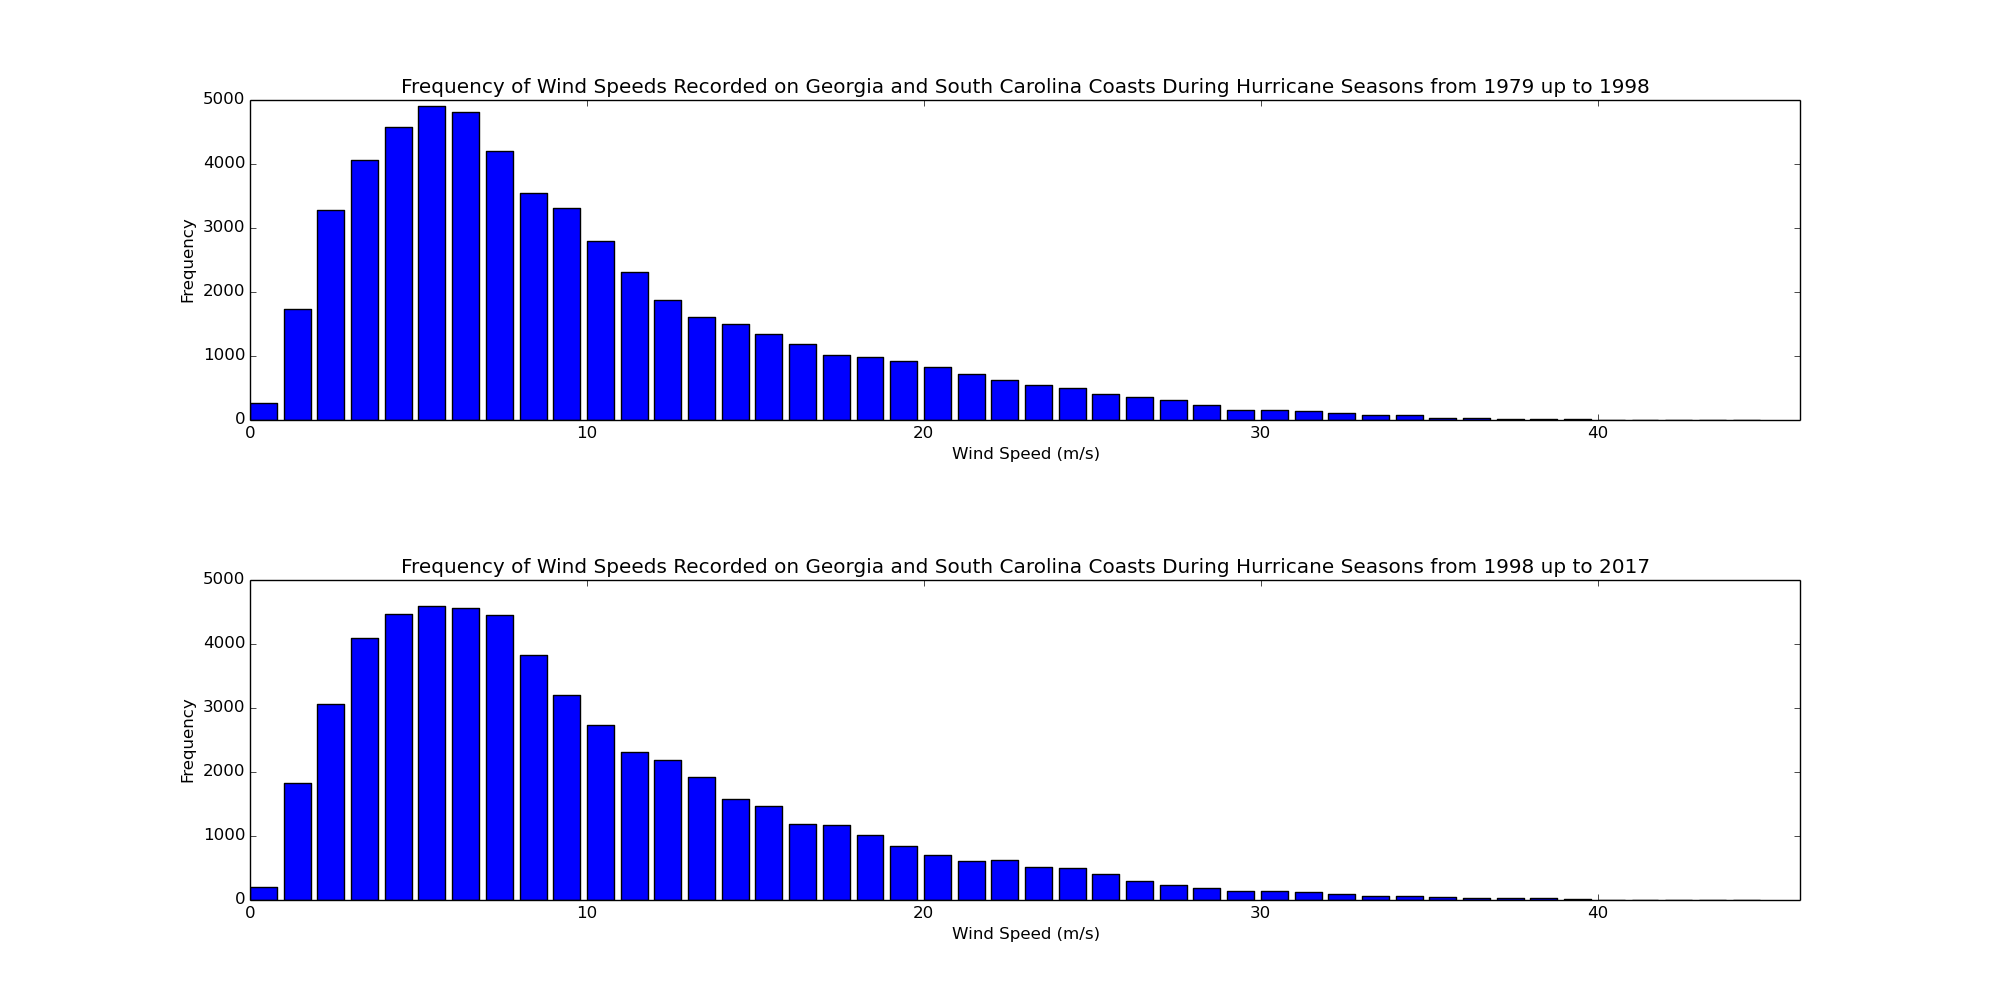 Frequency of Wind Speeds Recorded on Georgia and South Carolina Coasts During Hurricane Seasons from 1979 up to 1998
5000
4000
3000
2000
1000
0
Frequency
0 10 20 30 40
Wind Speed (m/s)
Frequency of Wind Speeds Recorded on Georgia and South Carolina Coasts During Hurricane Seasons from 1998 up to 2017
5000
4000
3000
2000
1000
0
Frequency
0 10 20 30 40
Wind Speed (m/s)